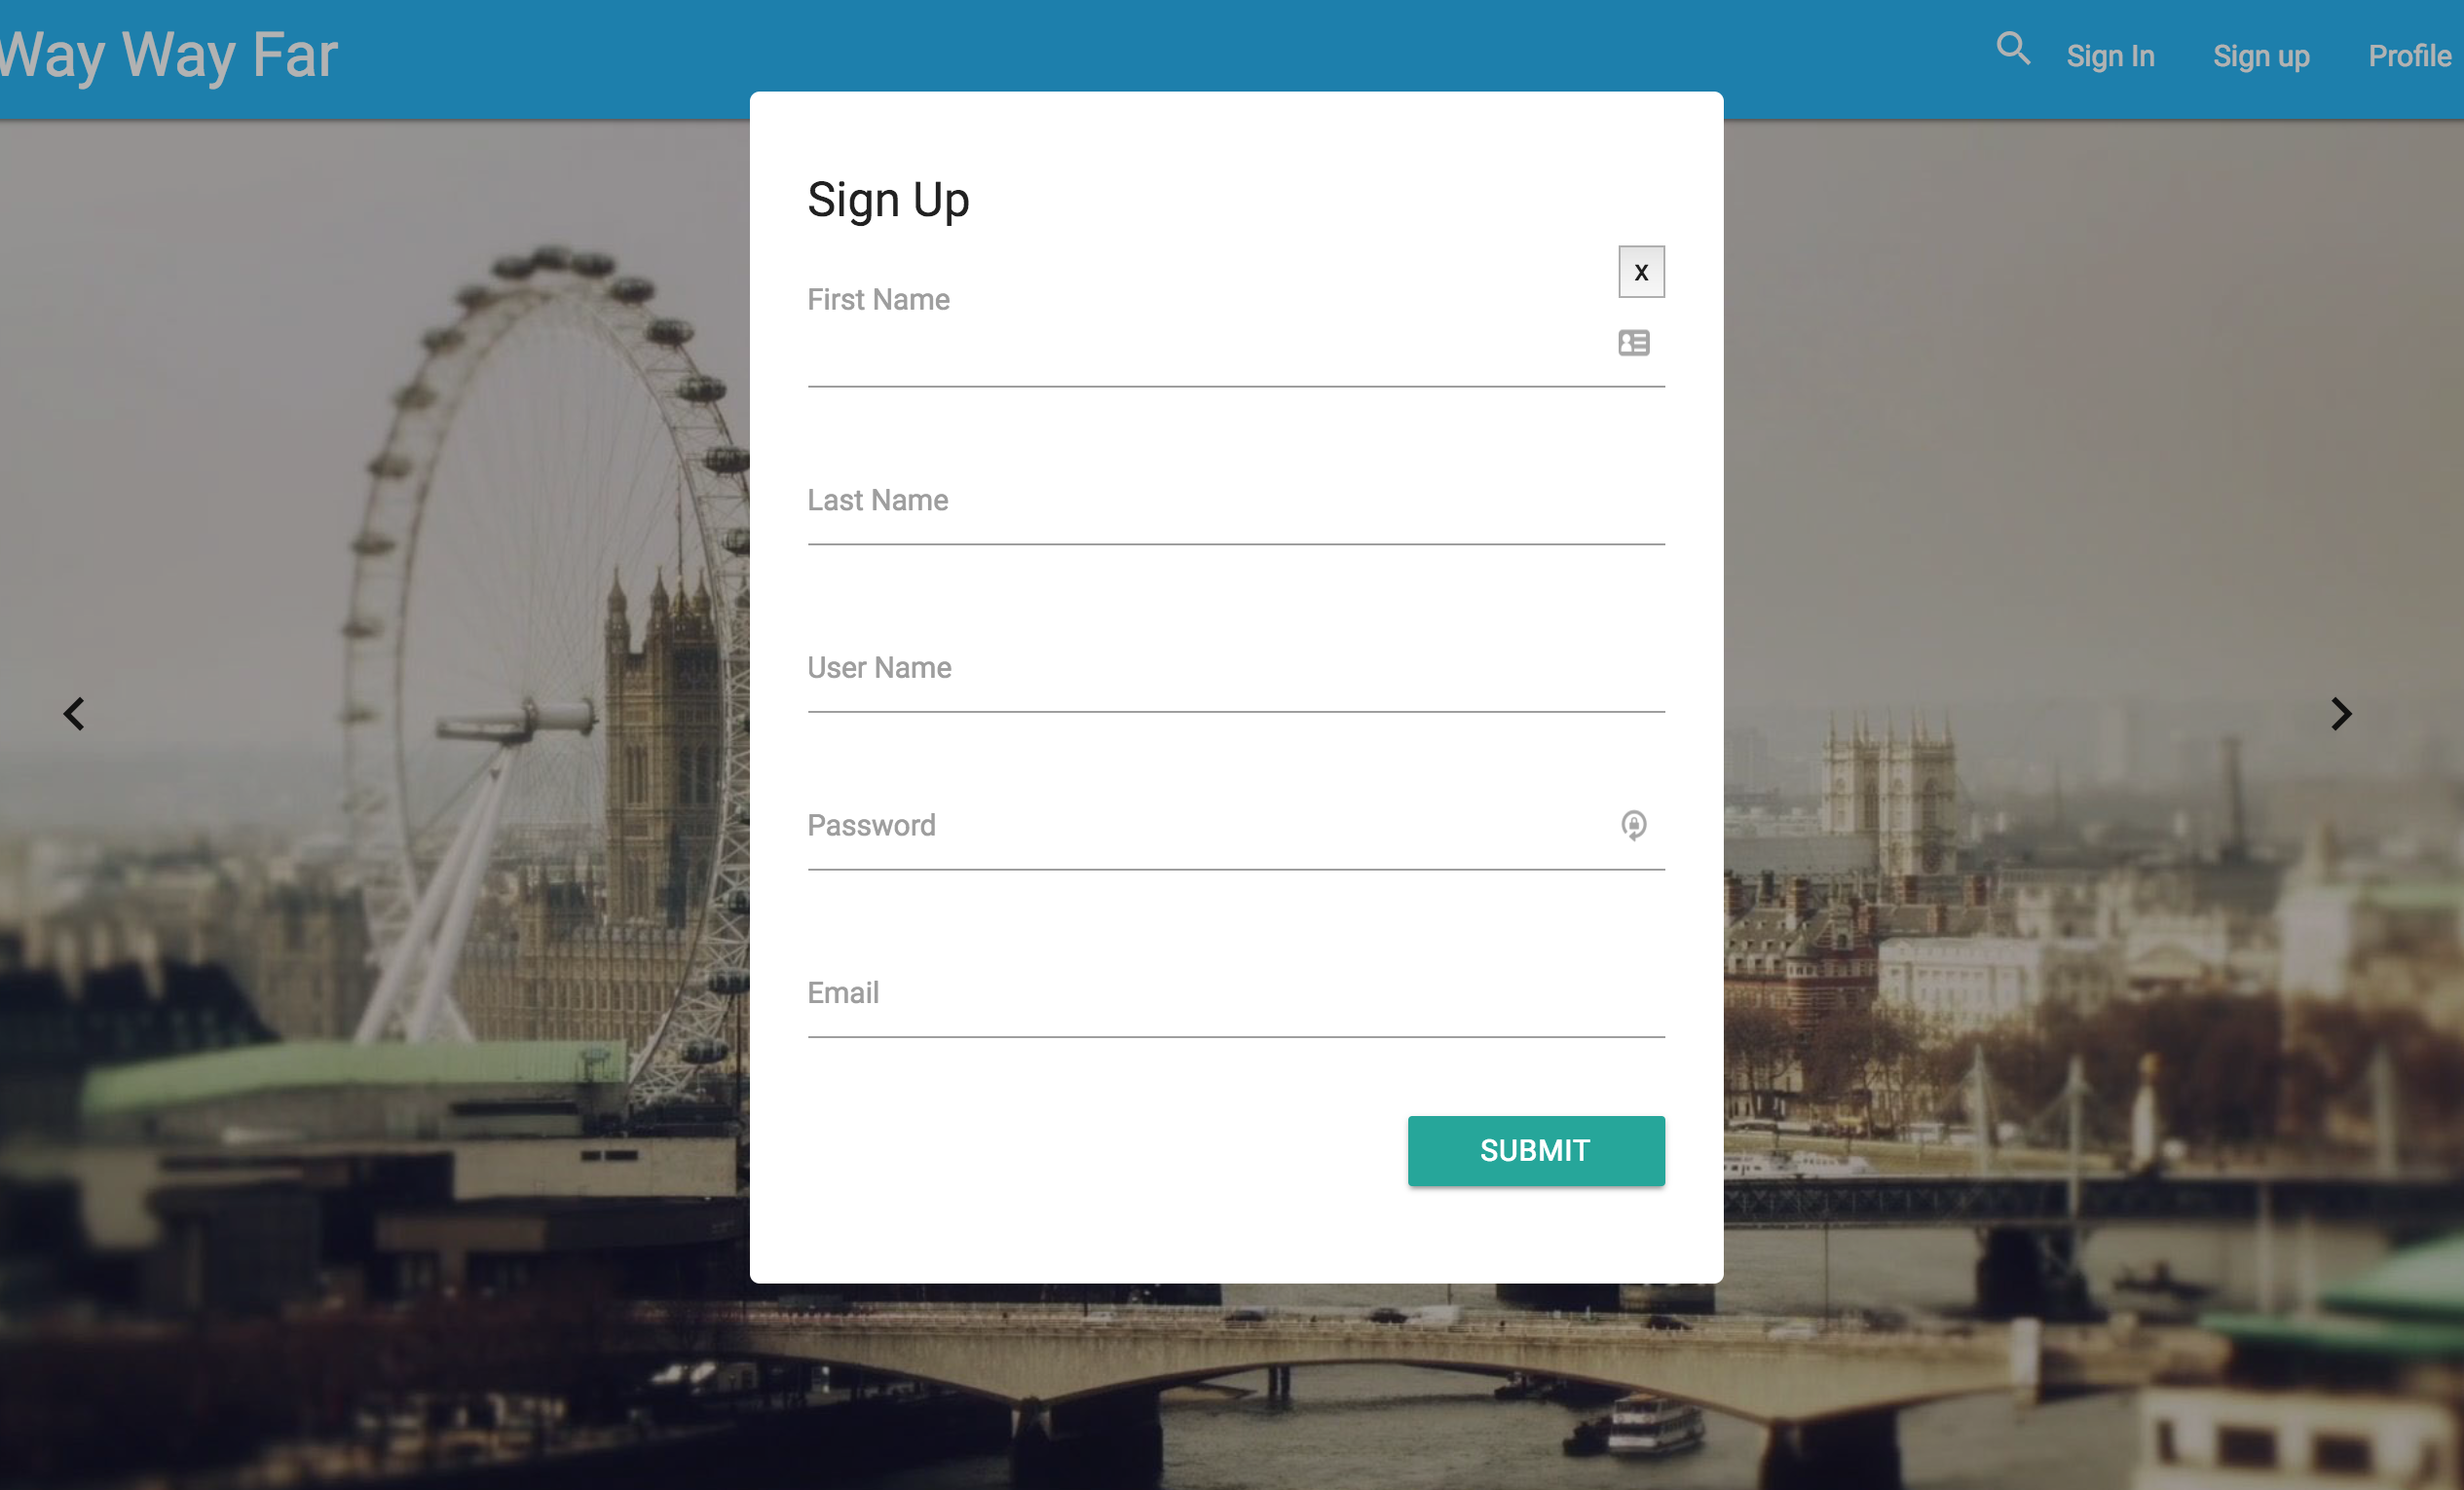 Way Way Far
Sign In
Sign up
Profile
Sign Up
x
First Name
Last Name
User Name
Password
Email
SUBMIT